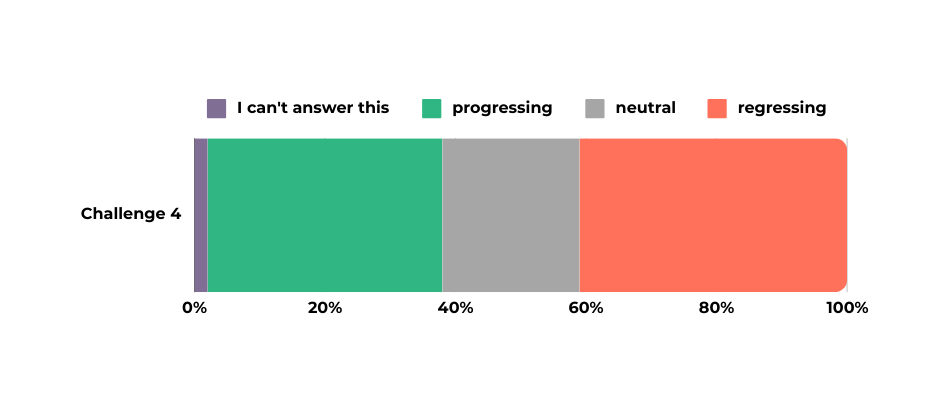 I can't answer this progressing neutral regressing
Challenge 4
0% 20% 40% 60% 80% 100%